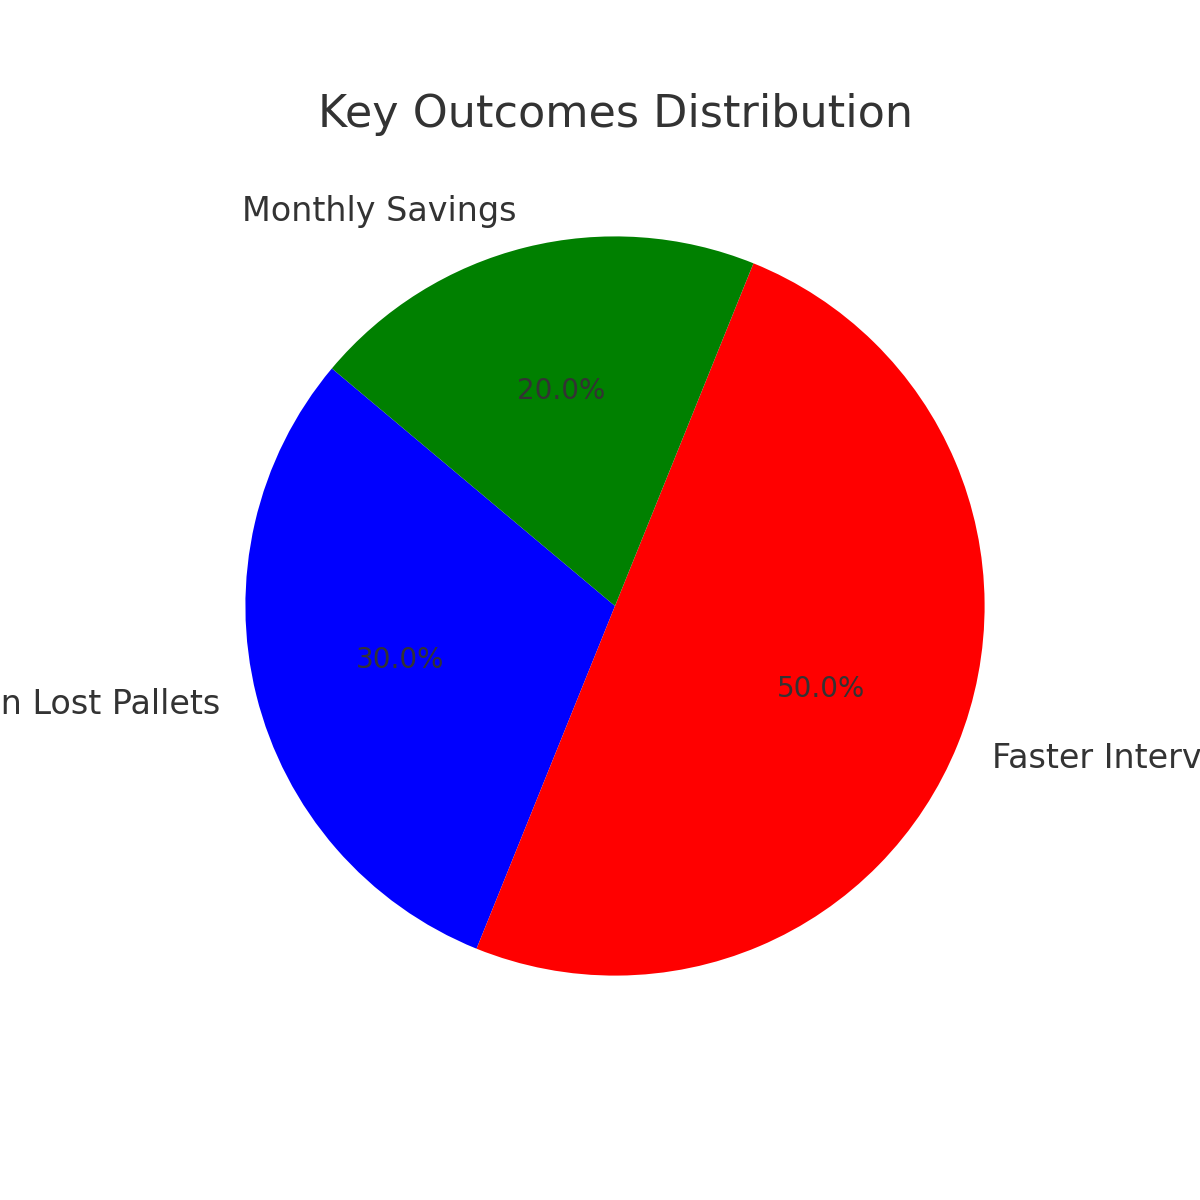 Key Outcomes Distribution
Monthly Savings
20.0%
30.0%
50.0%
n Lost Pallets
Faster Interv